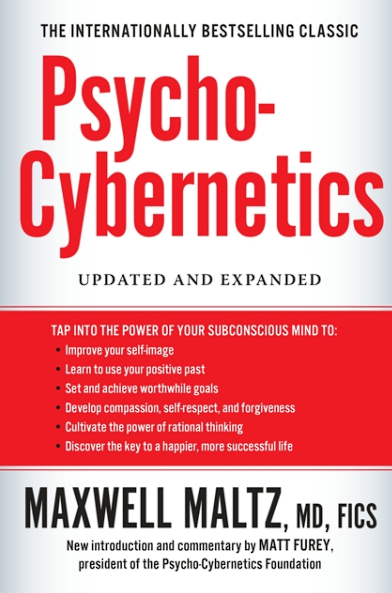 THE INTERNATIONALLY BESTSELLING CLASSIC
Psycho-
Cybernetics
UPDATED AND EXPANDED
TAP INTO THE POWER OF YOUR SUBCONSCIOUS MIND TO:
• Improve your self-image
• Learn to use your positive past
• Set and achieve worthwhile goals
• Develop compassion, self-respect, and forgiveness
• Cultivate the power of rational thinking
• Discover the key to a happier, more successful life
MAXWELL MALTZ, MD, FICS
New introduction and commentary by MATT FUREY,
president of the Psycho-Cybernetics Foundation